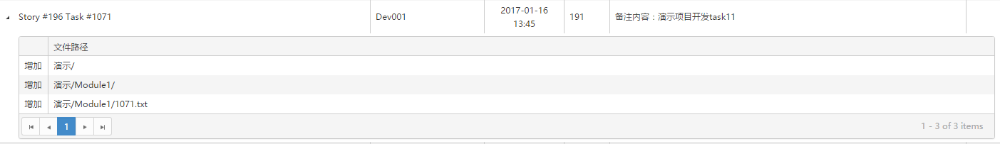 Story #196 Task #1071 Dev001 2017-01-16 13:45 191 备注内容：演示项目开发task11
文件路径
增加 演示/
增加 演示/Module1/
增加 演示/Module1/1071.txt
1 1 - 3 of 3 items